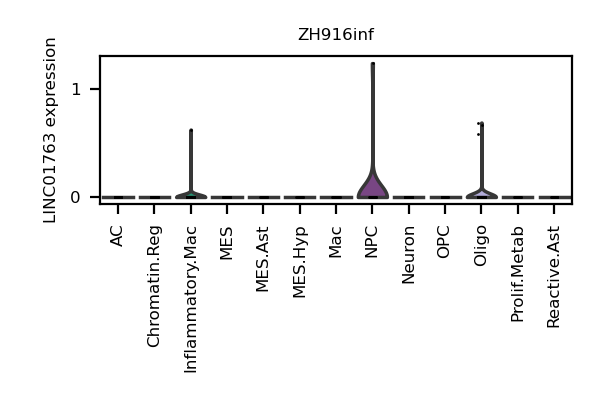 ZH916inf
LINC01763 expression
1
0
AC
Chromatin.Reg
Inflammatory.Mac
MES
MES.Ast
MES.Hyp
Mac
NPC
Neuron
OPC
Oligo
Prolif.Metab
Reactive.Ast